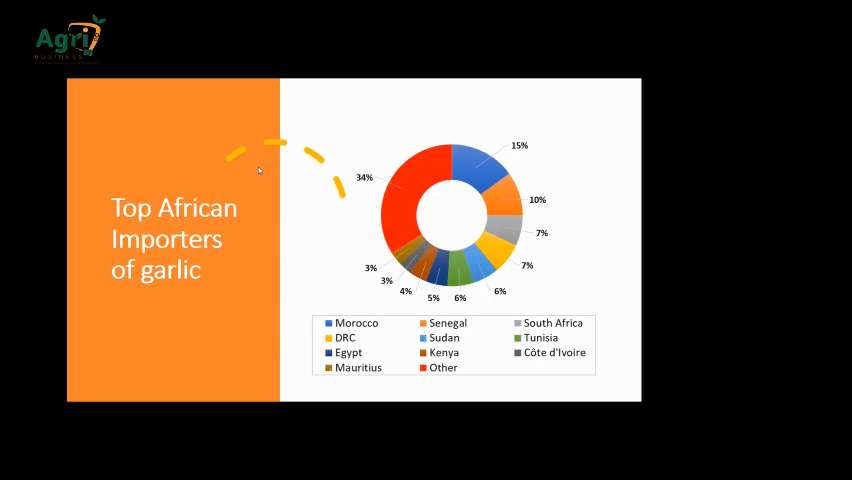 Agri
BUSINESS
Top African
Importers
of garlic
15%
10%
7%
7%
6%
6%
5%
4%
3%
3%
34%
Morocco Senegal South Africa
DRC Sudan Tunisia
Egypt Kenya Côte d'Ivoire
Mauritius Other